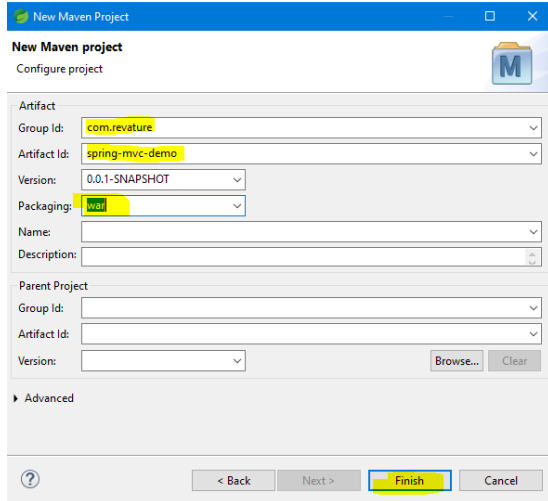 New Maven Project
New Maven project
Configure project
M
Artifact
Group Id: com.revature
Artifact Id: spring-mvc-demo
Version: 0.0.1-SNAPSHOT
Packaging: war
Name:
Description:
Parent Project
Group Id:
Artifact Id:
Version: Browse... Clear
Advanced
? < Back Next > Finish Cancel